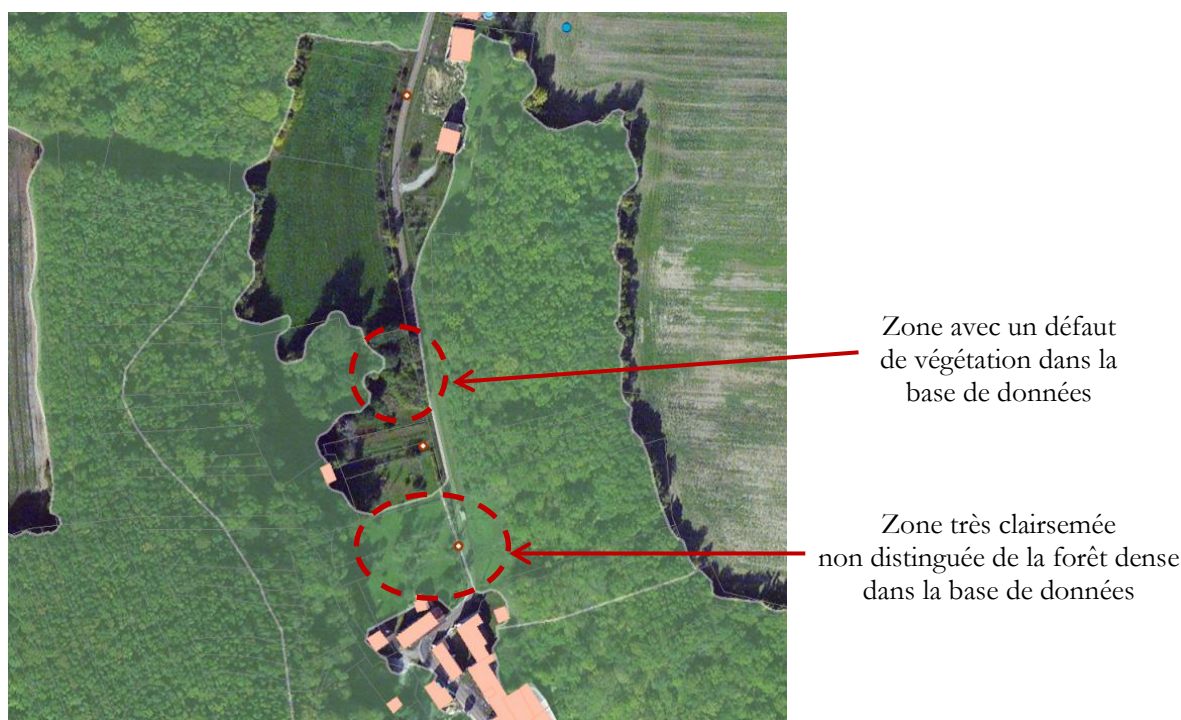 Zone avec un défaut
de végétation dans la
base de données
Zone très clairsemée
non distinguée de la forêt dense
dans la base de données